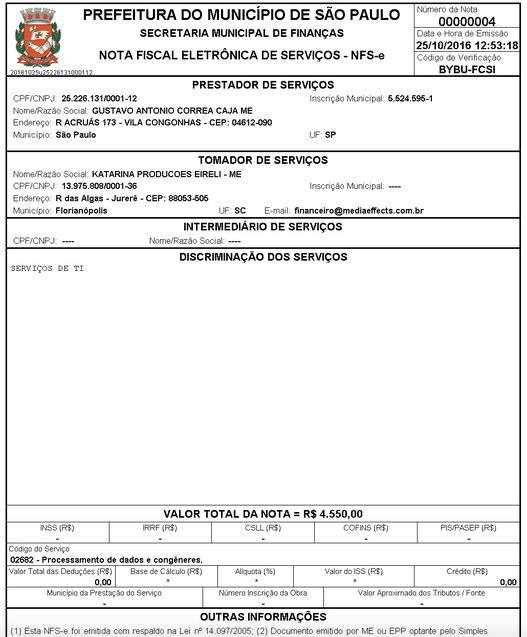 PREFEITURA DO MUNICÍPIO DE SÃO PAULO
SECRETARIA MUNICIPAL DE FINANÇAS
NOTA FISCAL ELETRÔNICA DE SERVIÇOS - NFS-e
20161025u25226131000112
Número da Nota
00000004
Data e Hora de Emissão
25/10/2016 12:53:18
Código de Verificação
BYBU-FCSI
PRESTADOR DE SERVIÇOS
CPF/CNPJ: 25.226.131/0001-12 Inscrição Municipal: 5.524.595-1
Nome/Razão Social: GUSTAVO ANTONIO CORREA CAJA ME
Endereço: R ACRUÁS 173 - VILA CONGONHAS - CEP: 04612-090
Município: São Paulo UF: SP
TOMADOR DE SERVIÇOS
Nome/Razão Social: KATARINA PRODUCOES EIRELI - ME
CPF/CNPJ: 13.975.808/0001-36 Inscrição Municipal: ----
Endereço: R das Algas - Jurerê - CEP: 88053-505
Município: Florianópolis UF: SC E-mail: financeiro@mediaeffects.com.br
INTERMEDIÁRIO DE SERVIÇOS
CPF/CNPJ: ---- Nome/Razão Social: ----
DISCRIMINAÇÃO DOS SERVIÇOS
SERVIÇOS DE TI
VALOR TOTAL DA NOTA = R$ 4.550,00
INSS (R$) IRRF (R$) CSLL (R$) COFINS (R$) PIS/PASEP (R$)
- - - - -
Código do Serviço
02682 - Processamento de dados e congêneres.
Valor Total das Deduções (R$) Base de Cálculo (R$) Alíquota (%) Valor do ISS (R$) Crédito (R$)
0,00 * * * 0,00
Município da Prestação do Serviço Número Inscrição da Obra Valor Aproximado dos Tributos / Fonte
- - -
OUTRAS INFORMAÇÕES
(1) Esta NFS-e foi emitida com respaldo na Lei nº 14.097/2005; (2) Documento emitido por ME ou EPP optante pelo Simples